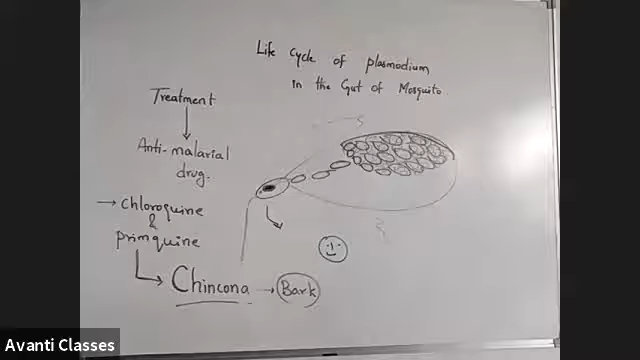 Life cycle of plasmodium
in the Gut of Mosquito.
Treatment
Anti-malarial
drug.
→ Chloroquine
&
primquine
Chincona → Bark
Avanti Classes